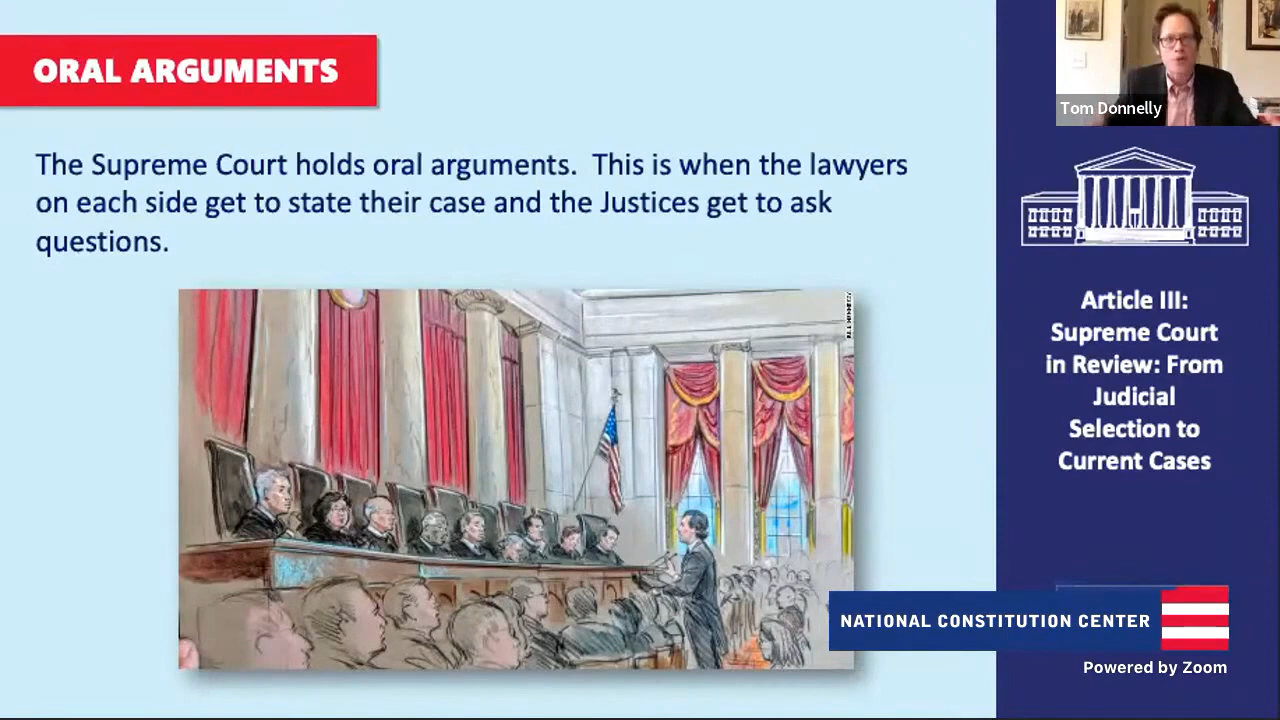 ORAL ARGUMENTS
The Supreme Court holds oral arguments.  This is when the lawyers
on each side get to state their case and the Justices get to ask
questions.
Tom Donnelly
Article III:
Supreme Court
in Review: From
Judicial
Selection to
Current Cases
NATIONAL CONSTITUTION CENTER
Powered by Zoom